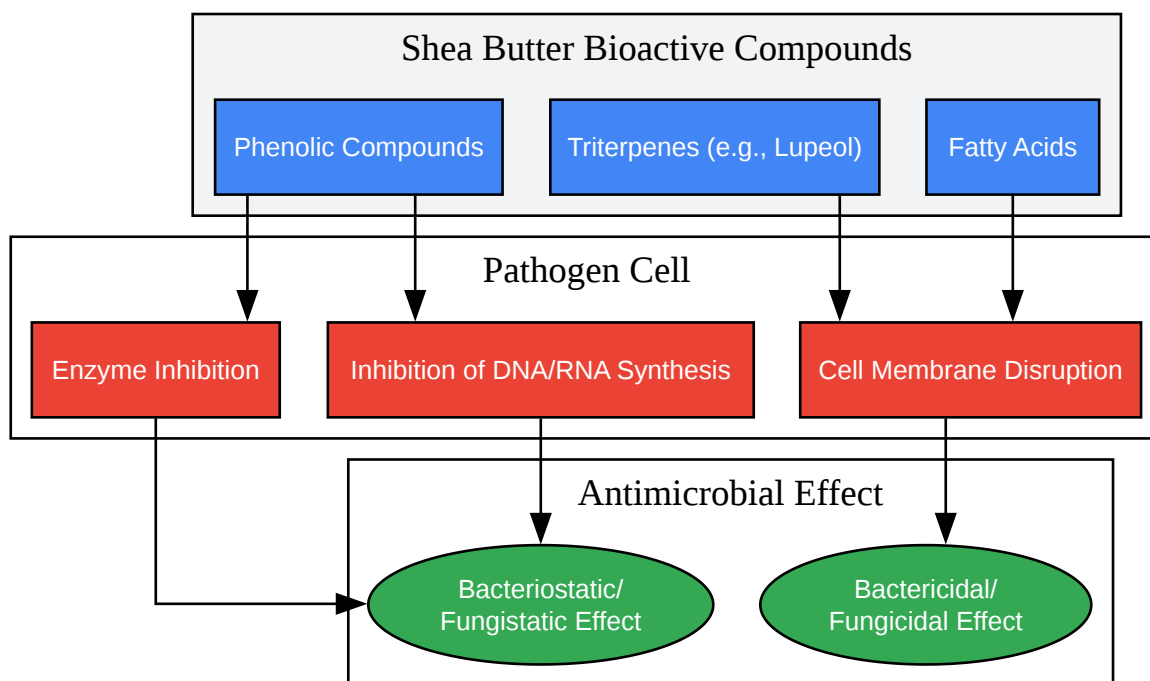 Shea Butter Bioactive Compounds
Phenolic Compounds
Triterpenes (e.g., Lupeol)
Fatty Acids
Pathogen Cell
Enzyme Inhibition
Inhibition of DNA/RNA Synthesis
Cell Membrane Disruption
Antimicrobial Effect
Bacteriostatic/
Fungistatic Effect
Bactericidal/
Fungicidal Effect